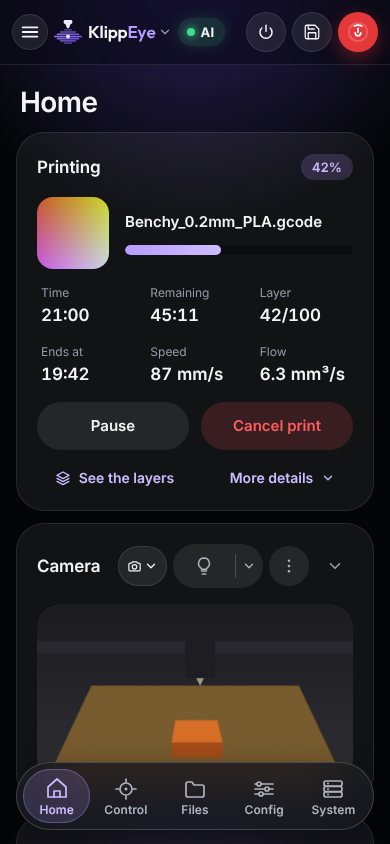 KlippEye
AI
Home
Printing
42%
Benchy_0.2mm_PLA.gcode
Time
Remaining
Layer
21:00
45:11
42/100
Ends at
Speed
Flow
19:42
87 mm/s
6.3 mm³/s
Pause
Cancel print
See the layers
More details
Camera
Home
Control
Files
Config
System